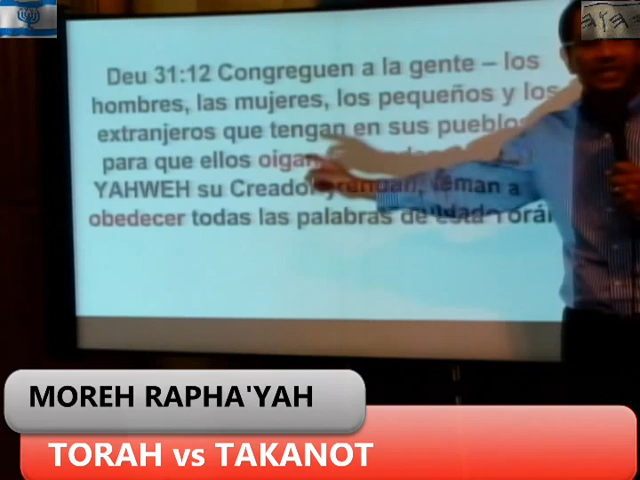 Deu 31:12 Congreguen a la gente – los
hombres, las mujeres, los pequeños y los
extranjeros que tengan en sus pueblos
para que ellos oigan
YAHWEH su Creador teman a
obedecer todas las palabras de
MOREH RAPHA'YAH
TORAH vs TAKANOT